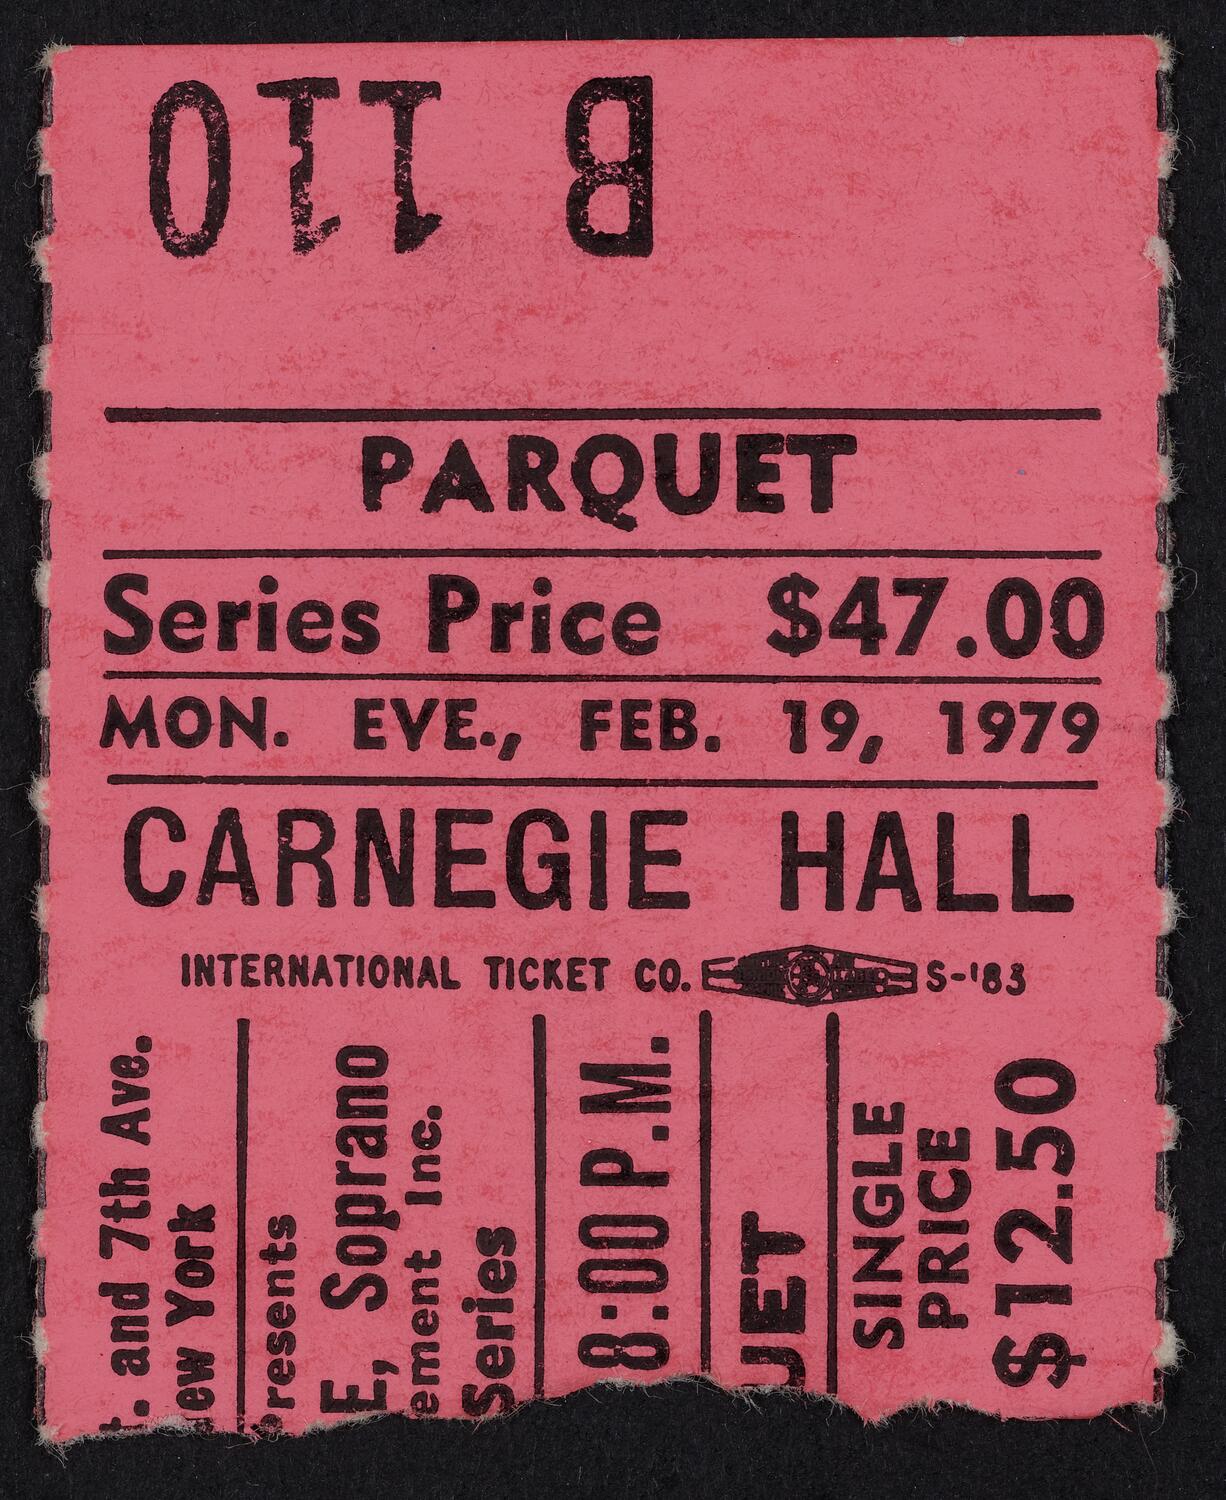 B 110
PARQUET
Series Price $47.00
MON. EVE., FEB. 19, 1979
CARNEGIE HALL
INTERNATIONAL TICKET CO. S-'83
. and 7th Ave.
ew York
resents
E, Soprano
ement Inc.
Series
8:00 P.M.
UET
SINGLE
PRICE
$12.50